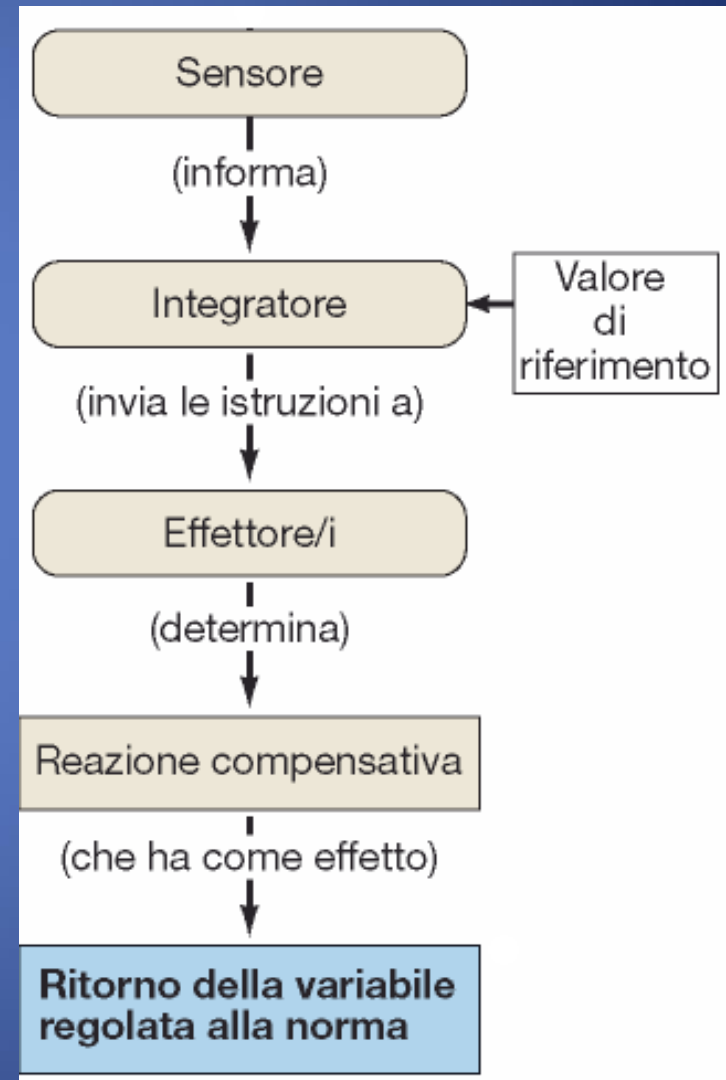 Sensore
(informa)
Integratore
Valore
di
riferimento
(invia le istruzioni a)
Effettore/i
(determina)
Reazione compensativa
(che ha come effetto)
Ritorno della variabile
regolata alla norma